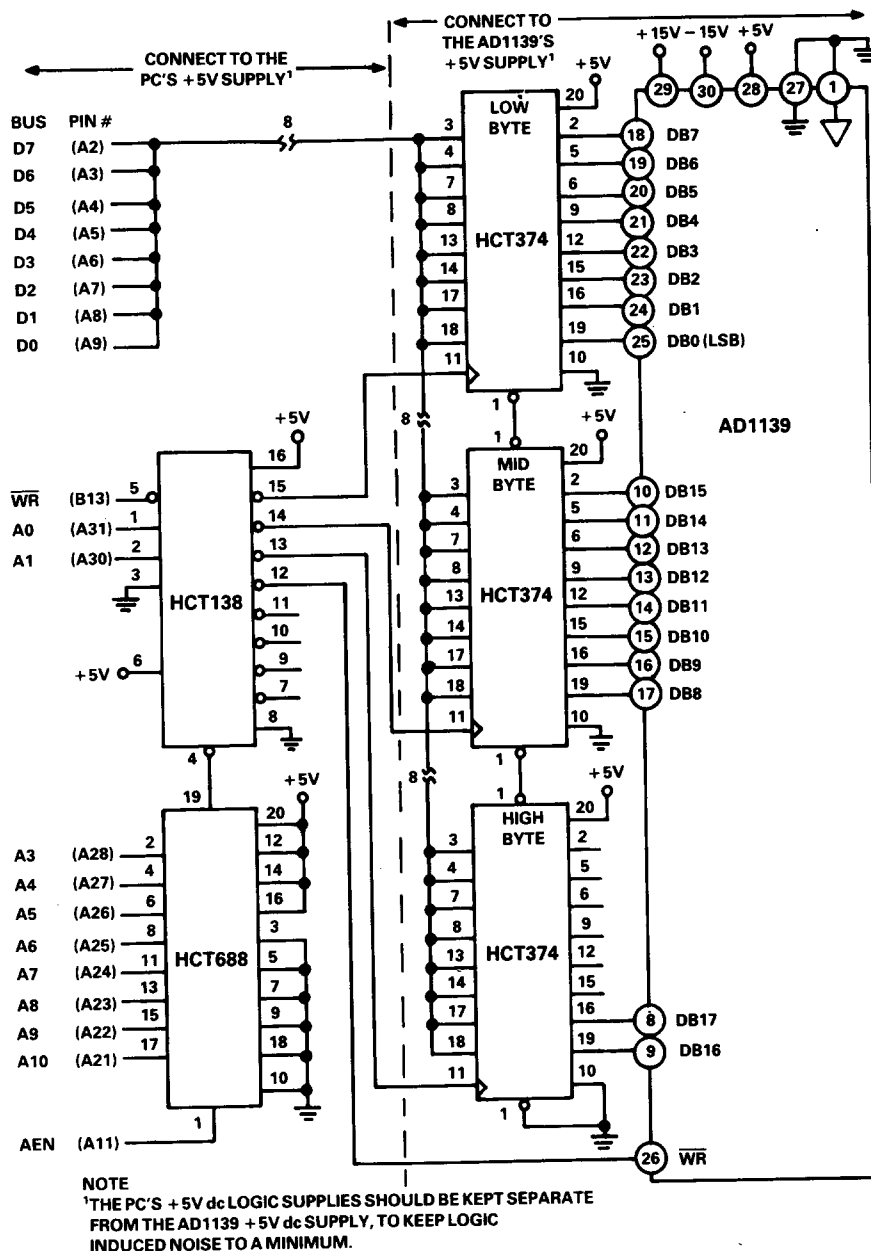 CONNECT TO THE
PC'S +5V SUPPLY¹
CONNECT TO
THE AD1139'S
+5V SUPPLY¹
BUS PIN #
D7 (A2)
D6 (A3)
D5 (A4)
D4 (A5)
D3 (A6)
D2 (A7)
D1 (A8)
D0 (A9)
8
LOW
BYTE
HCT374
3
4
7
8
13
14
17
18
11
+5V
20
2
5
6
9
12
15
16
19
10
1
+15V -15V +5V
29 30 28 27 1
18 DB7
19 DB6
20 DB5
21 DB4
22 DB3
23 DB2
24 DB1
25 DB0 (LSB)
AD1139
8
1
MID
BYTE
HCT374
3
4
7
8
13
14
17
18
11
+5V
20
2
5
6
9
12
15
16
19
10
1
10 DB15
11 DB14
12 DB13
13 DB12
14 DB11
15 DB10
16 DB9
17 DB8
+5V
16
WR (B13) 5
A0 (A31) 1
A1 (A30) 2
3
+5V 6
HCT138
15
14
13
12
11
10
9
7
8
4
19
+5V
A3 (A28) 2
A4 (A27) 4
A5 (A26) 6
A6 (A25) 8
A7 (A24) 11
A8 (A23) 13
A9 (A22) 15
A10 (A21) 17
HCT688
20
12
14
16
3
5
7
9
18
10
1
AEN (A11)
8
1
HIGH
BYTE
HCT374
3
4
7
8
13
14
17
18
11
+5V
20
2
5
6
9
12
15
16
19
10
1
8 DB17
9 DB16
26 WR
NOTE
¹THE PC'S +5V dc LOGIC SUPPLIES SHOULD BE KEPT SEPARATE
FROM THE AD1139 +5V dc SUPPLY, TO KEEP LOGIC
INDUCED NOISE TO A MINIMUM.